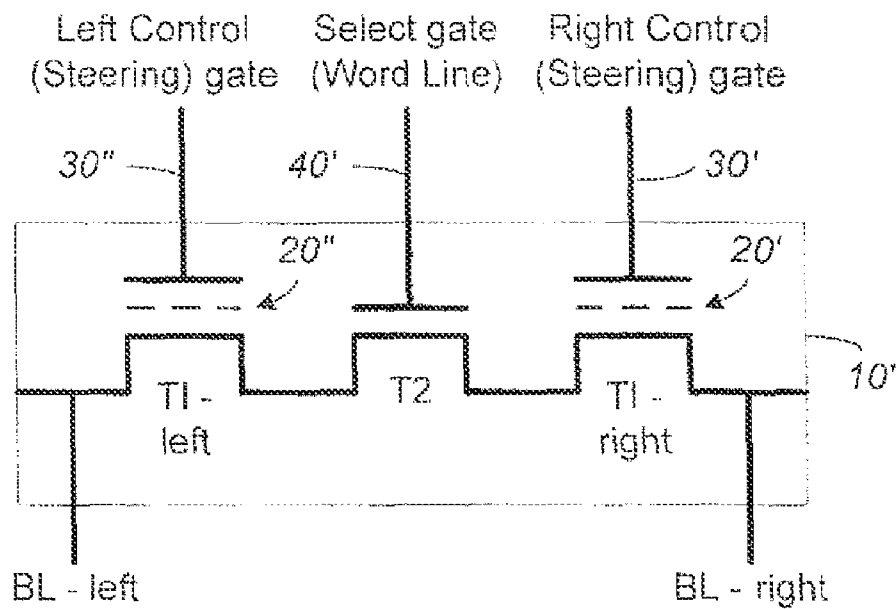 Left Control Select gate Right Control
(Steering) gate (Word Line) (Steering) gate
30" 40' 30'
20" 20'
10"
TI - T2 TI -
left right
BL - left BL - right